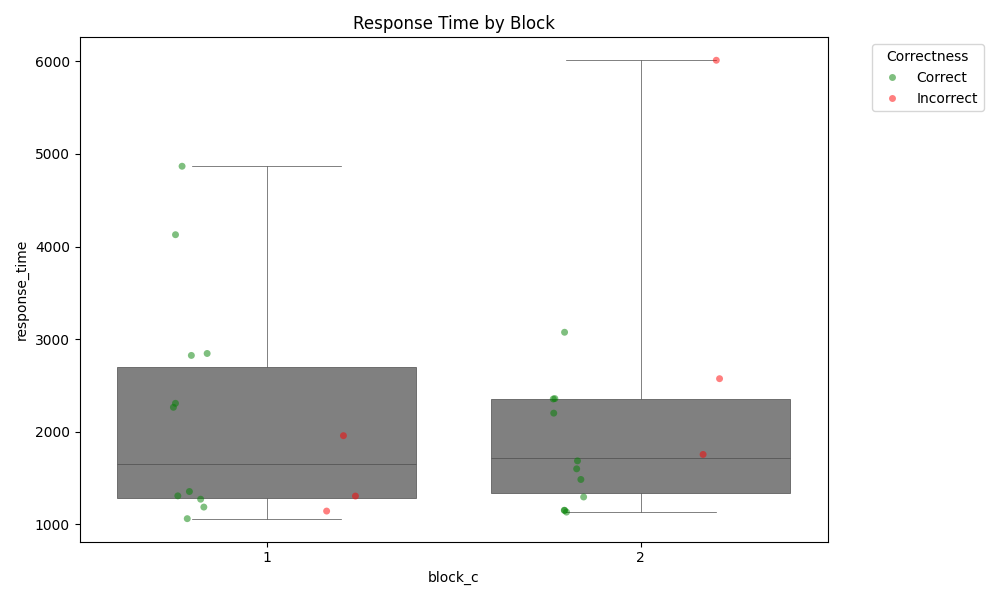 Response Time by Block
Correctness
Correct
Incorrect
6000
5000
4000
3000
2000
1000
response_time
1
2
block_c